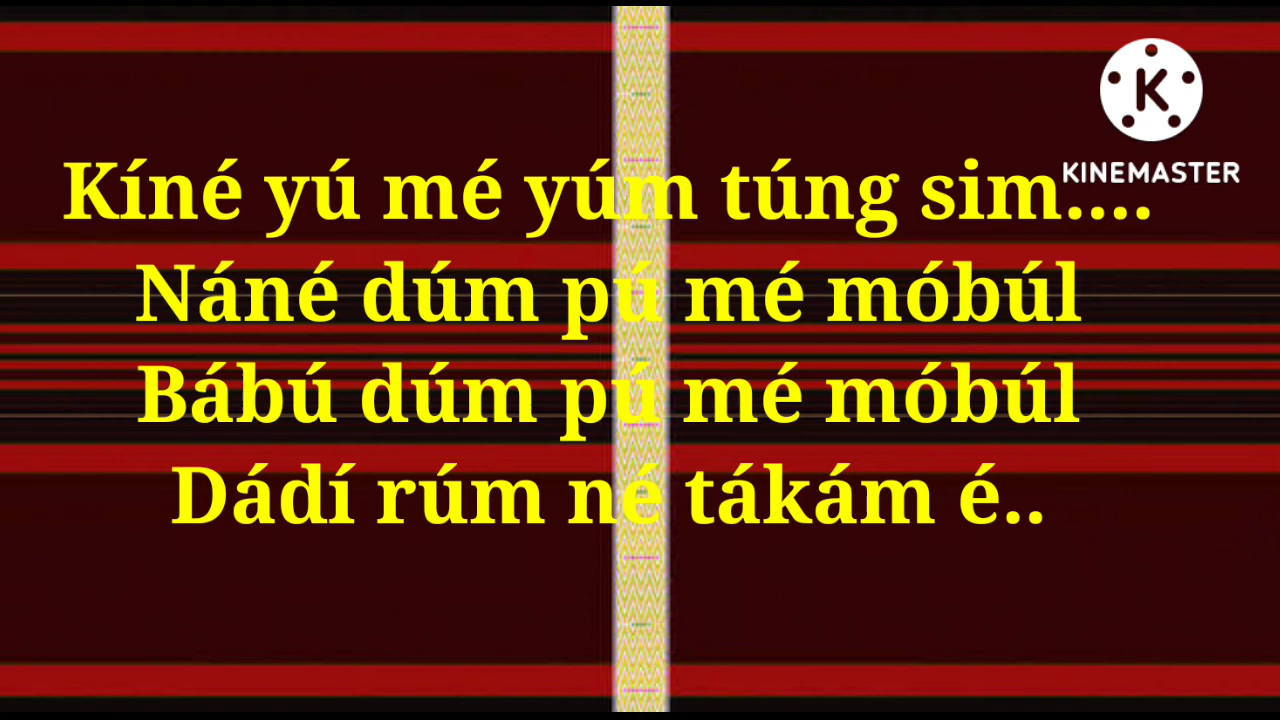 K
KINEMASTER
Kíné yú mé yúm túng sim....
Náné dúm pú mé móbúl
Bábú dúm pú mé móbúl
Dádí rúm né tákám é..